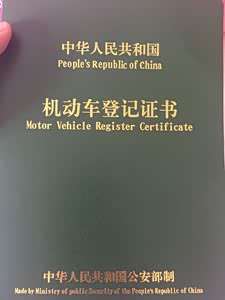 中华人民共和国
People's Republic of China
机动车登记证书
Motor Vehicle Register Certificate
中华人民共和国公安部制
Made by Ministry of public Security of the People's Republic of China